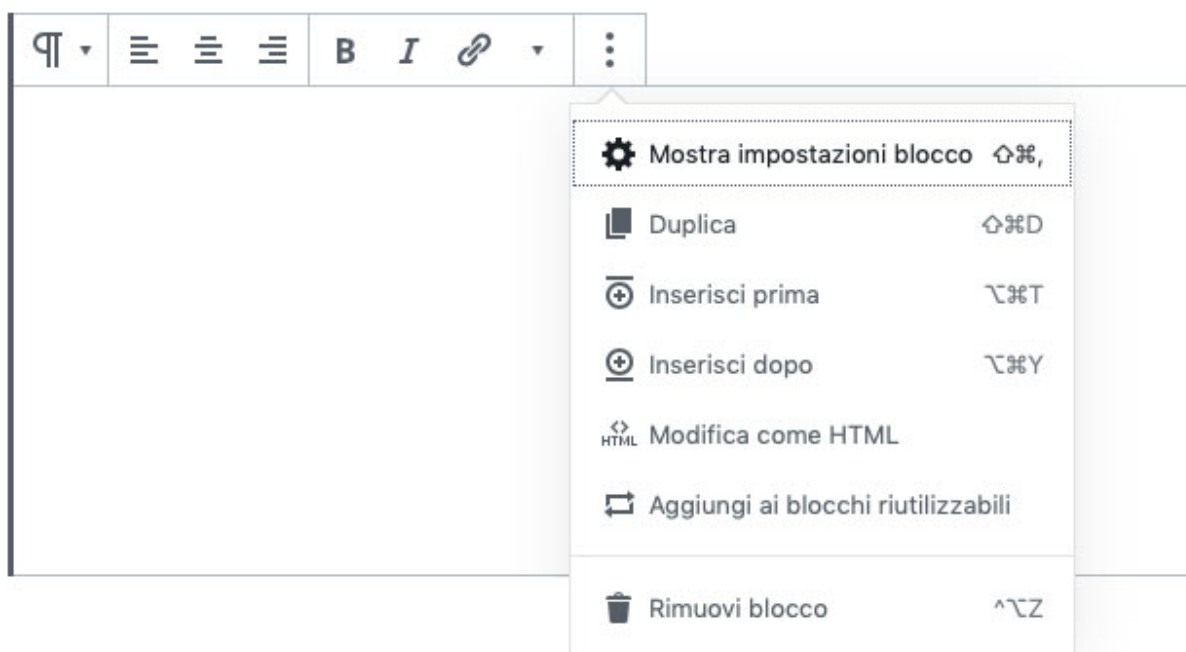 B I
Mostra impostazioni blocco ⇧⌘,
Duplica ⇧⌘D
Inserisci prima ⌥⌘T
Inserisci dopo ⌥⌘Y
HTML Modifica come HTML
Aggiungi ai blocchi riutilizzabili
Rimuovi blocco ^⌥Z